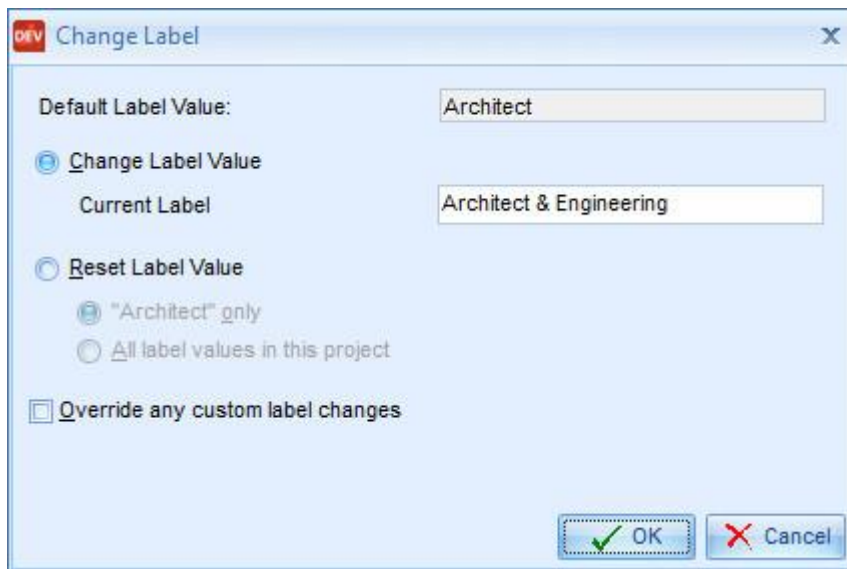 DEV Change Label
Default Label Value: Architect
Change Label Value
Current Label Architect & Engineering
Reset Label Value
"Architect" only
All label values in this project
Override any custom label changes
OK Cancel